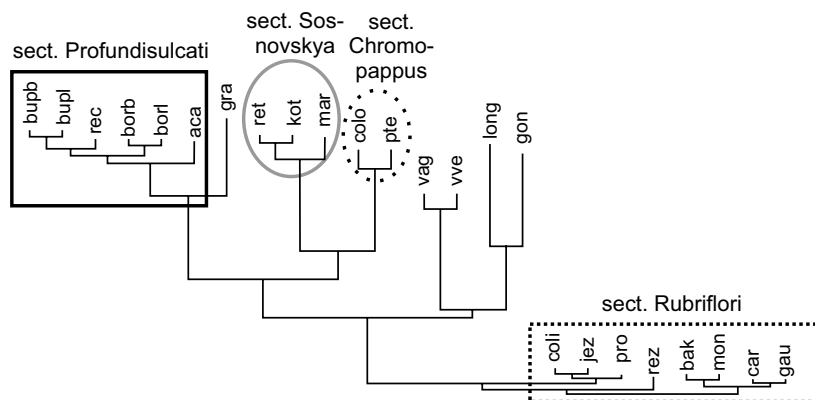 sect. Profundisulcati
sect. Sos-
novskya
sect.
Chromo-
pappus
bupb
bupl
rec
borb
borl
aca
gra
ret
kot
mar
colo
pte
vag
vve
long
gon
sect. Rubriflori
coli
jez
pro
rez
bak
mon
car
gau